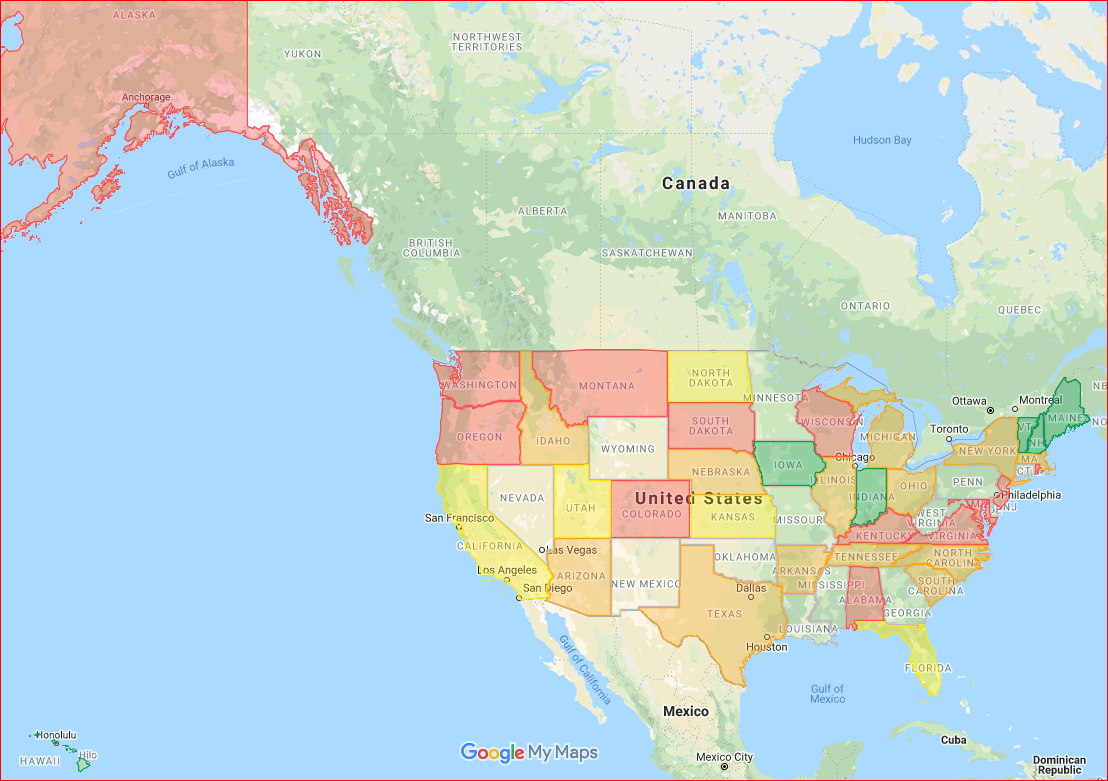 ALASKA
YUKON
NORTHWEST
TERRITORIES
Anchorage
Gulf of Alaska
Hudson Bay
Canada
ALBERTA
MANITOBA
BRITISH
COLUMBIA
SASKATCHEWAN
ONTARIO
QUEBEC
WASHINGTON
MONTANA
NORTH
DAKOTA
MINNESOTA
Ottawa
Montreal
NB
MAINE
OREGON
IDAHO
SOUTH
DAKOTA
WISCONSIN
MICHIGAN
Toronto
VT
NH
NO
WYOMING
NEBRASKA
IOWA
Chicago
NEW YORK
MA
CT
NEVADA
UTAH
United States
COLORADO
KANSAS
ILLINOIS
INDIANA
OHIO
PENN
Philadelphia
MD
NJ
San Francisco
CALIFORNIA
Las Vegas
MISSOURI
WEST
VIRGINIA
KENTUCKY
VIRGINIA
Los Angeles
San Diego
ARIZONA
NEW MEXICO
OKLAHOMA
ARKANSAS
TENNESSEE
NORTH
CAROLINA
MISSISSIPPI
SOUTH
CAROLINA
Dallas
TEXAS
ALABAMA
GEORGIA
LOUISIANA
Houston
FLORIDA
Gulf of California
Gulf of
Mexico
Mexico
Honolulu
Hilo
HAWAII
Google My Maps
Mexico City
Cuba
Dominican
Republic